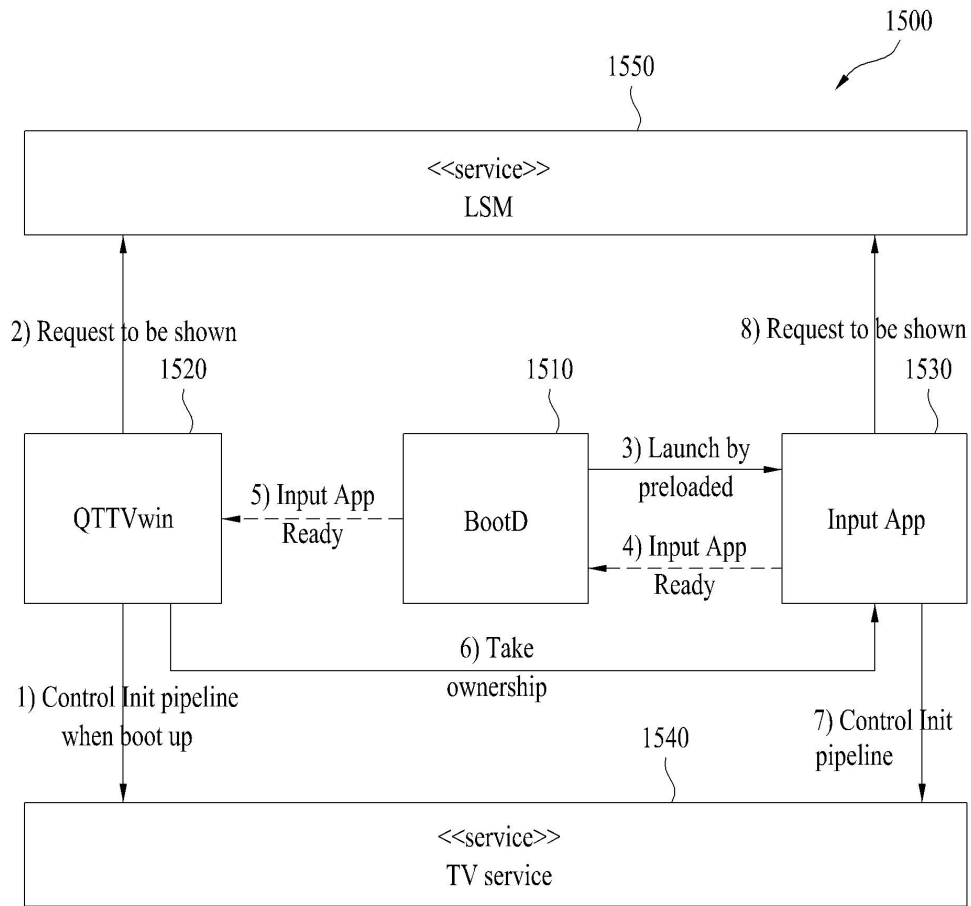 1500
1550
<<service>>
LSM
2) Request to be shown
8) Request to be shown
1520
1510
1530
QTTVwin
5) Input App
Ready
BootD
3) Launch by
preloaded
4) Input App
Ready
Input App
6) Take
ownership
1) Control Init pipeline
when boot up
7) Control Init
pipeline
1540
<<service>>
TV service